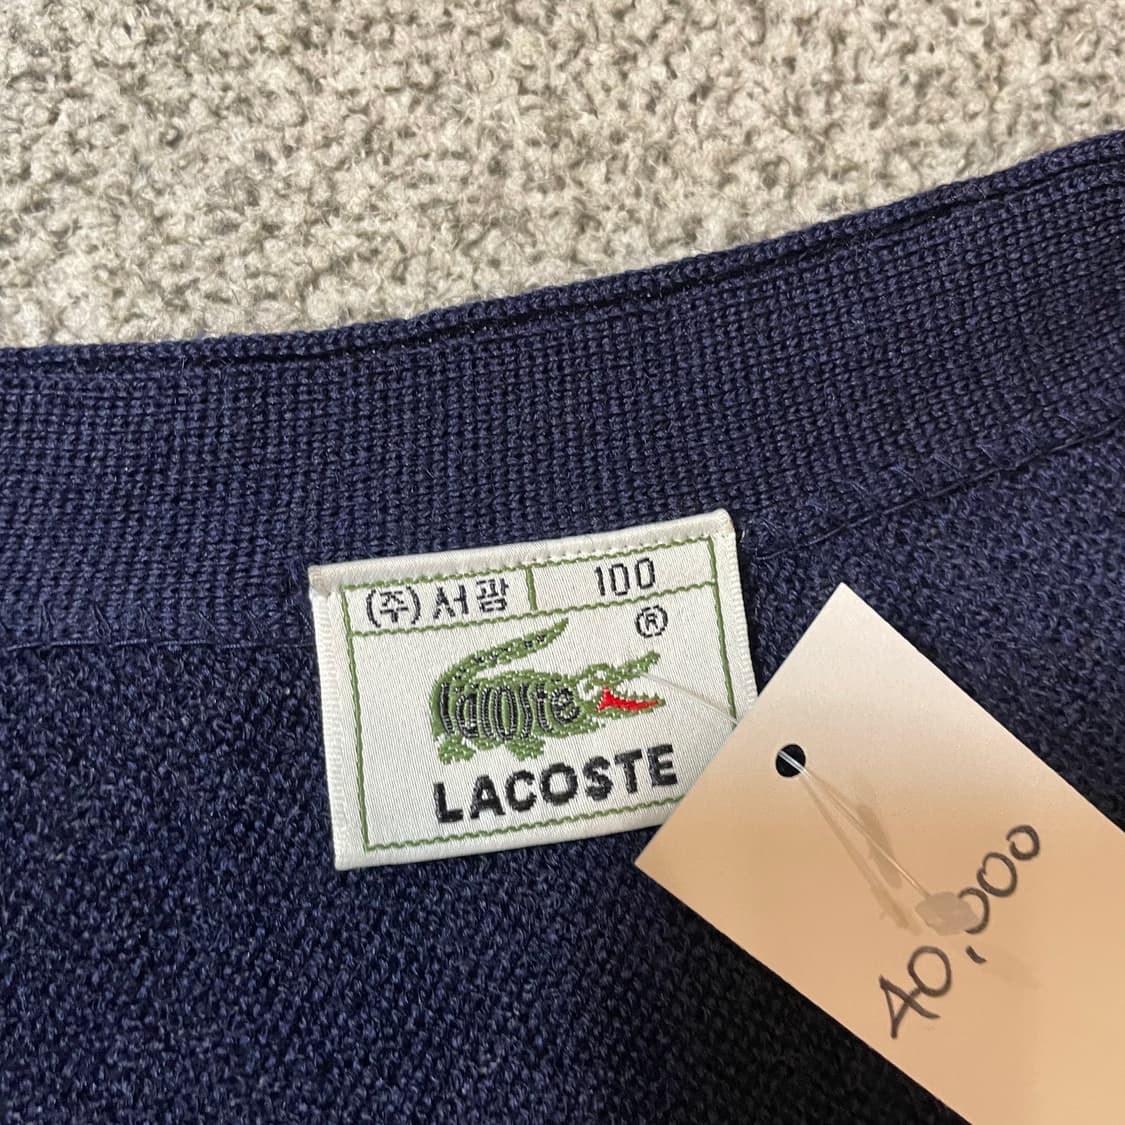 (주)서광 100
®
lacoste
LACOSTE
40,000